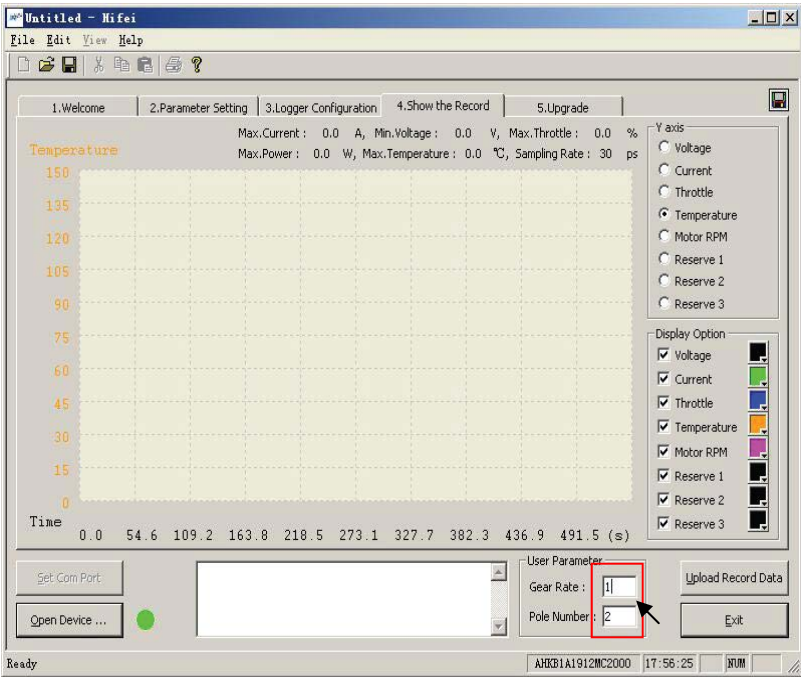 Untitled - Hifei
File Edit View Help
1.Welcome 2.Parameter Setting 3.Logger Configuration 4.Show the Record 5.Upgrade
Max.Current : 0.0 A, Min.Voltage : 0.0 V, Max.Throttle : 0.0 %
Max.Power : 0.0 W, Max.Temperature : 0.0 ℃, Sampling Rate : 30 ps
Temperature
150
135
120
105
90
75
60
45
30
15
0
Time
0.0 54.6 109.2 163.8 218.5 273.1 327.7 382.3 436.9 491.5 (s)
Y axis
Voltage
Current
Throttle
Temperature
Motor RPM
Reserve 1
Reserve 2
Reserve 3
Display Option
Voltage
Current
Throttle
Temperature
Motor RPM
Reserve 1
Reserve 2
Reserve 3
Set Com Port
Open Device ...
User Parameter
Gear Rate : 1
Pole Number : 2
Upload Record Data
Exit
Ready AHKB1A1912MC2000 17:56:25 NUM